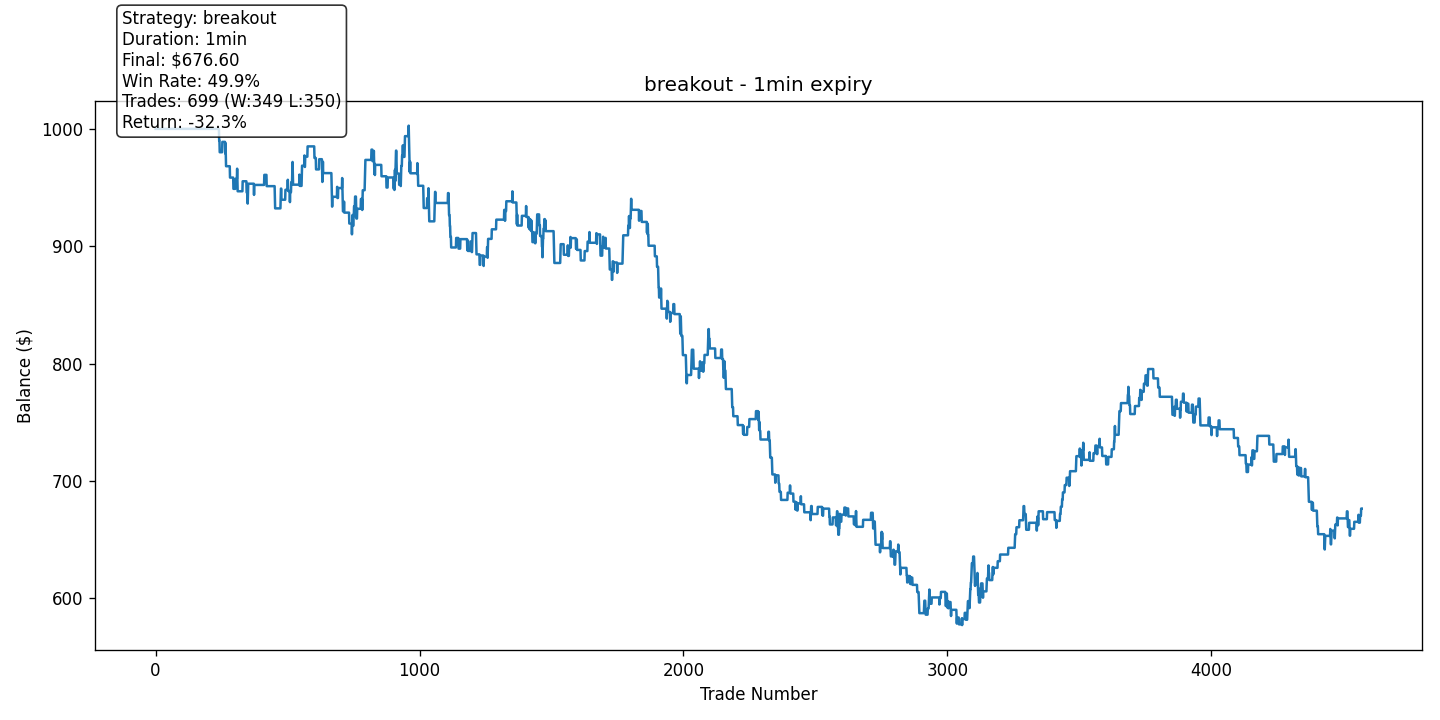 Strategy: breakout
Duration: 1min
Final: $676.60
Win Rate: 49.9%
Trades: 699 (W:349 L:350)
Return: -32.3%
breakout - 1min expiry
1000
900
800
700
600
Balance ($)
0 1000 2000 3000 4000
Trade Number